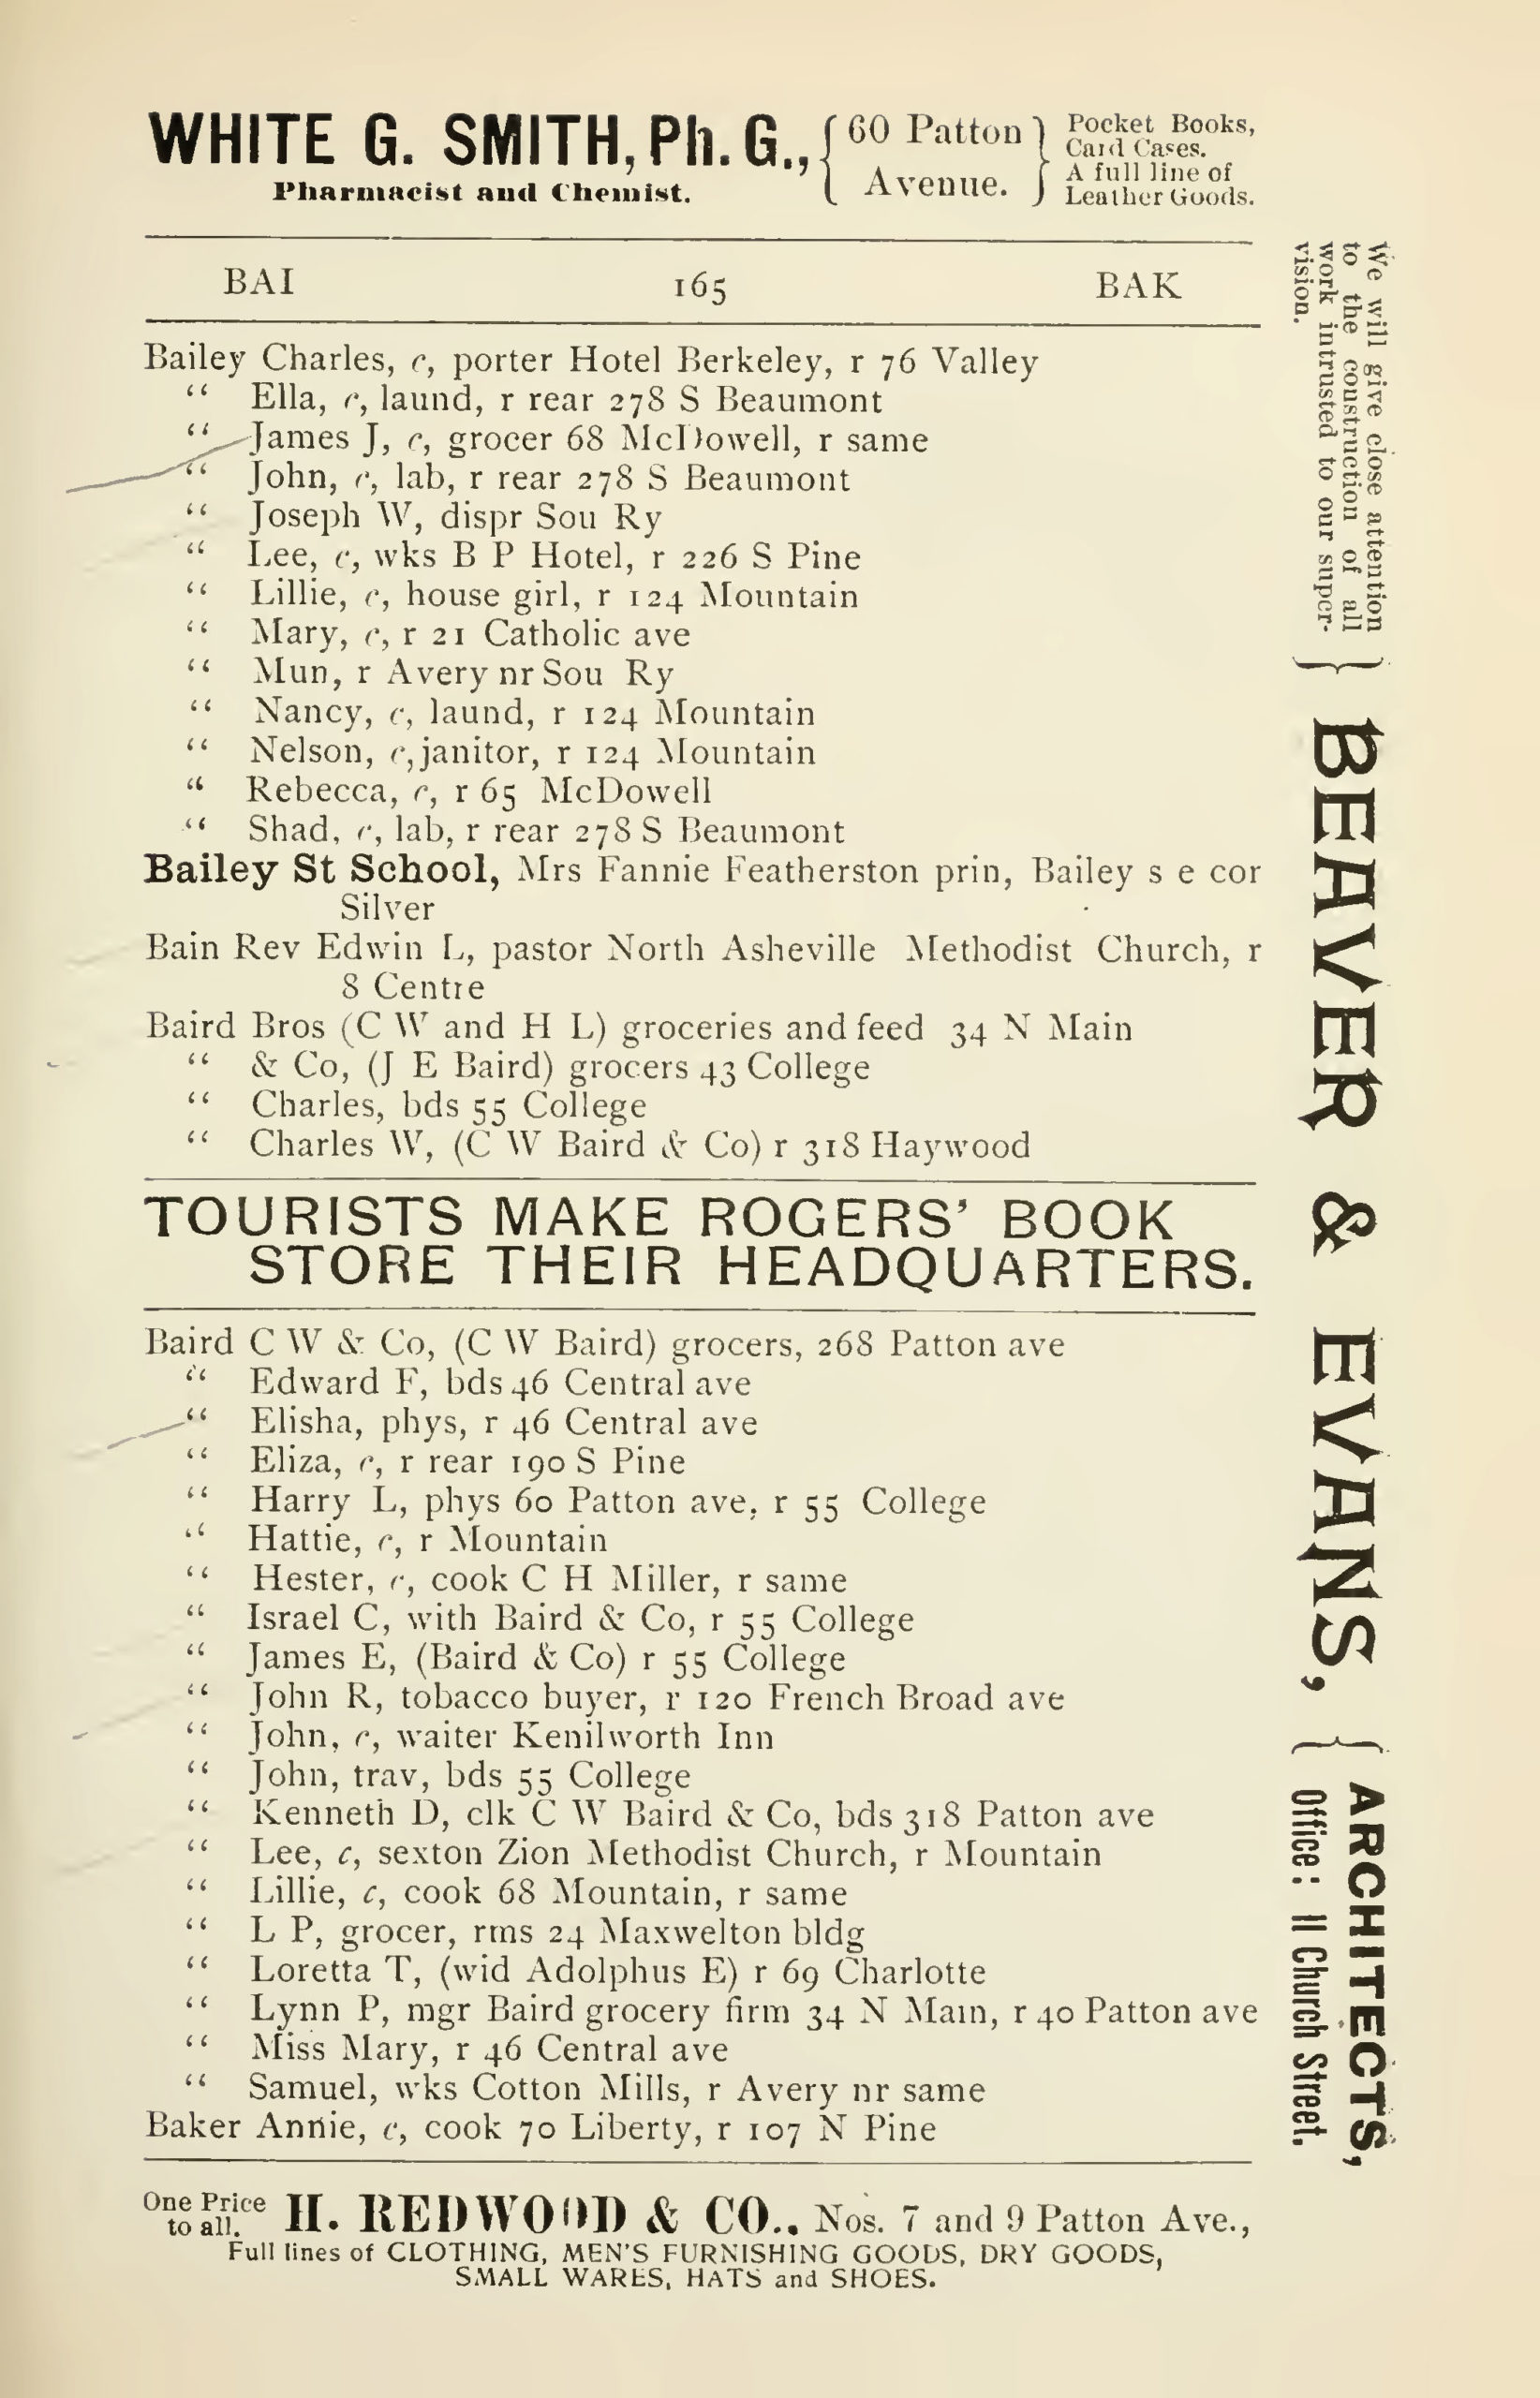 WHITE G. SMITH, Ph. G., { 60 Patton Avenue. } Pocket Books,
Card Cases.
A full line of
Leather Goods.
Pharmacist and Chemist.
BAI 165 BAK
Bailey Charles, c, porter Hotel Berkeley, r 76 Valley
“ Ella, c, laund, r rear 278 S Beaumont
“ James J, c, grocer 68 McDowell, r same
“ John, c, lab, r rear 278 S Beaumont
“ Joseph W, dispr Sou Ry
“ Lee, c, wks B P Hotel, r 226 S Pine
“ Lillie, c, house girl, r 124 Mountain
“ Mary, c, r 21 Catholic ave
“ Mun, r Avery nr Sou Ry
“ Nancy, c, laund, r 124 Mountain
“ Nelson, c, janitor, r 124 Mountain
“ Rebecca, c, r 65 McDowell
“ Shad, c, lab, r rear 278 S Beaumont
Bailey St School, Mrs Fannie Featherston prin, Bailey s e cor
Silver
Bain Rev Edwin L, pastor North Asheville Methodist Church, r
8 Centre
Baird Bros (C W and H L) groceries and feed 34 N Main
“ & Co, (J E Baird) grocers 43 College
“ Charles, bds 55 College
“ Charles W, (C W Baird & Co) r 318 Haywood
TOURISTS MAKE ROGERS’ BOOK
STORE THEIR HEADQUARTERS.
Baird C W & Co, (C W Baird) grocers, 268 Patton ave
“ Edward F, bds 46 Central ave
“ Elisha, phys, r 46 Central ave
“ Eliza, c, r rear 190 S Pine
“ Harry L, phys 60 Patton ave, r 55 College
“ Hattie, c, r Mountain
“ Hester, c, cook C H Miller, r same
“ Israel C, with Baird & Co, r 55 College
“ James E, (Baird & Co) r 55 College
“ John R, tobacco buyer, r 120 French Broad ave
“ John, c, waiter Kenilworth Inn
“ John, trav, bds 55 College
“ Kenneth D, clk C W Baird & Co, bds 318 Patton ave
“ Lee, c, sexton Zion Methodist Church, r Mountain
“ Lillie, c, cook 68 Mountain, r same
“ L P, grocer, rms 24 Maxwelton bldg
“ Loretta T, (wid Adolphus E) r 69 Charlotte
“ Lynn P, mgr Baird grocery firm 34 N Main, r 40 Patton ave
“ Miss Mary, r 46 Central ave
“ Samuel, wks Cotton Mills, r Avery nr same
Baker Annie, c, cook 70 Liberty, r 107 N Pine
One Price
to all. H. REDWOOD & CO., Nos. 7 and 9 Patton Ave.,
Full lines of CLOTHING, MEN’S FURNISHING GOODS, DRY GOODS,
SMALL WARES, HATS and SHOES.
We will give close attention
to the construction of all
work intrusted to our super-
vision.
} BEAVER & EVANS, {
ARCHITECTS,
Office: 11 Church Street.